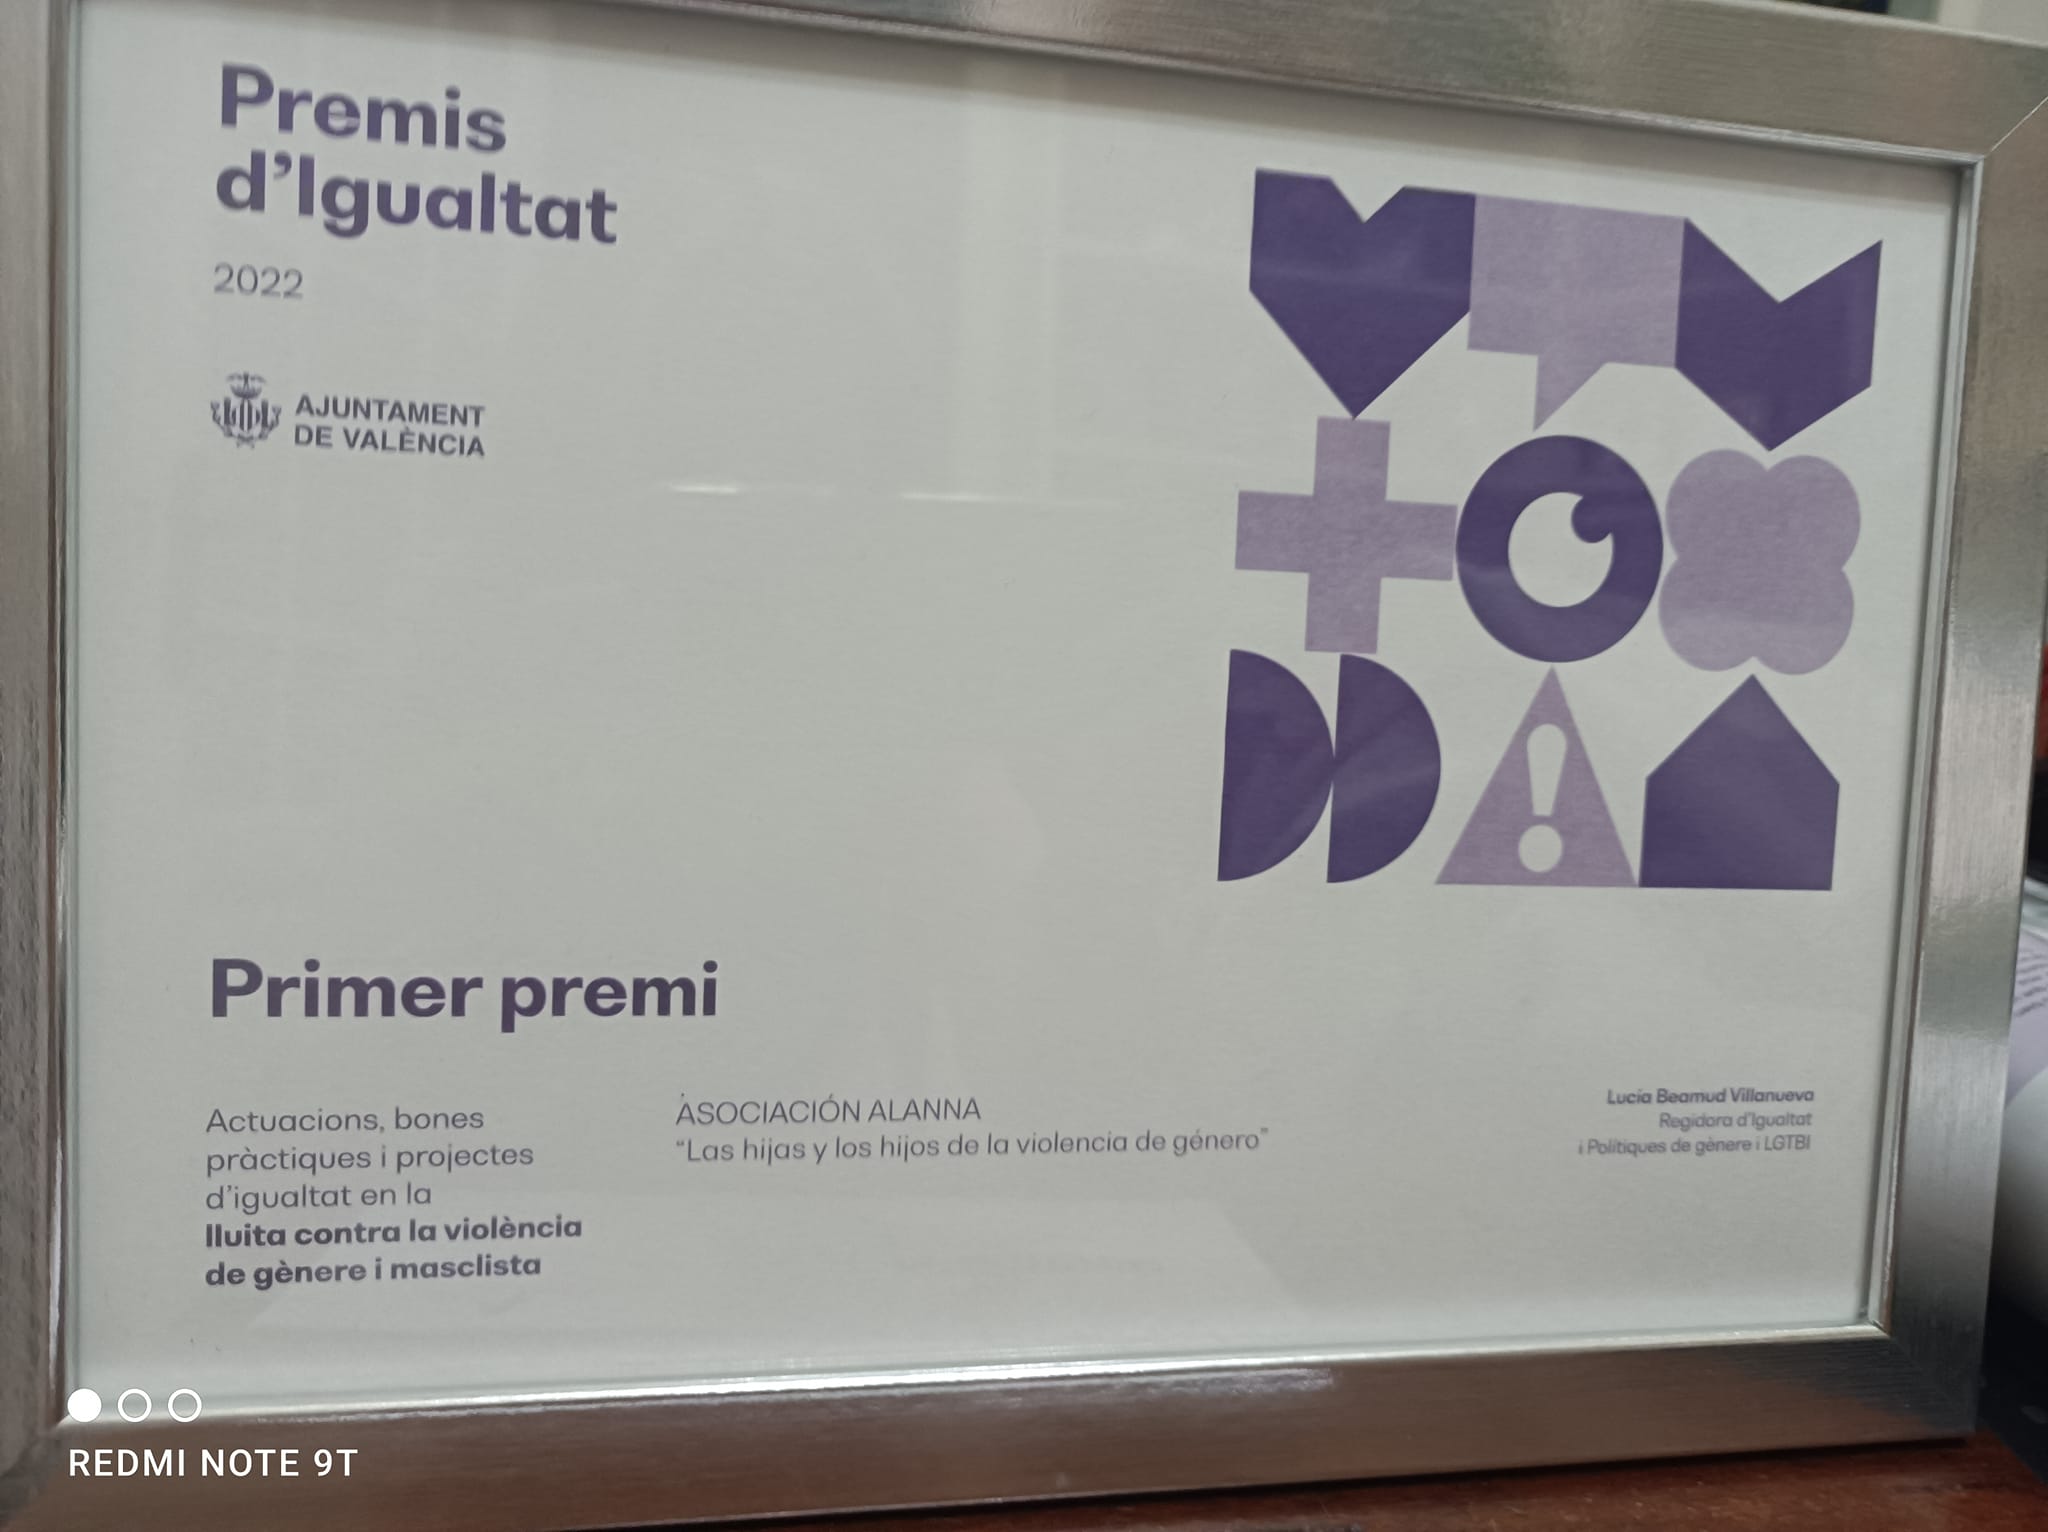 Premis
d'Igualtat
2022
AJUNTAMENT
DE VALÈNCIA
Primer premi
Actuacions, bones
pràctiques i projectes
d'igualtat en la
lluita contra la violència
de gènere i masclista
ASOCIACIÓN ALANNA
"Las hijas y los hijos de la violencia de género"
Lucía Beamud Villanueva
Regidora d'Igualtat
i Polítiques de gènere i LGTBI
REDMI NOTE 9T